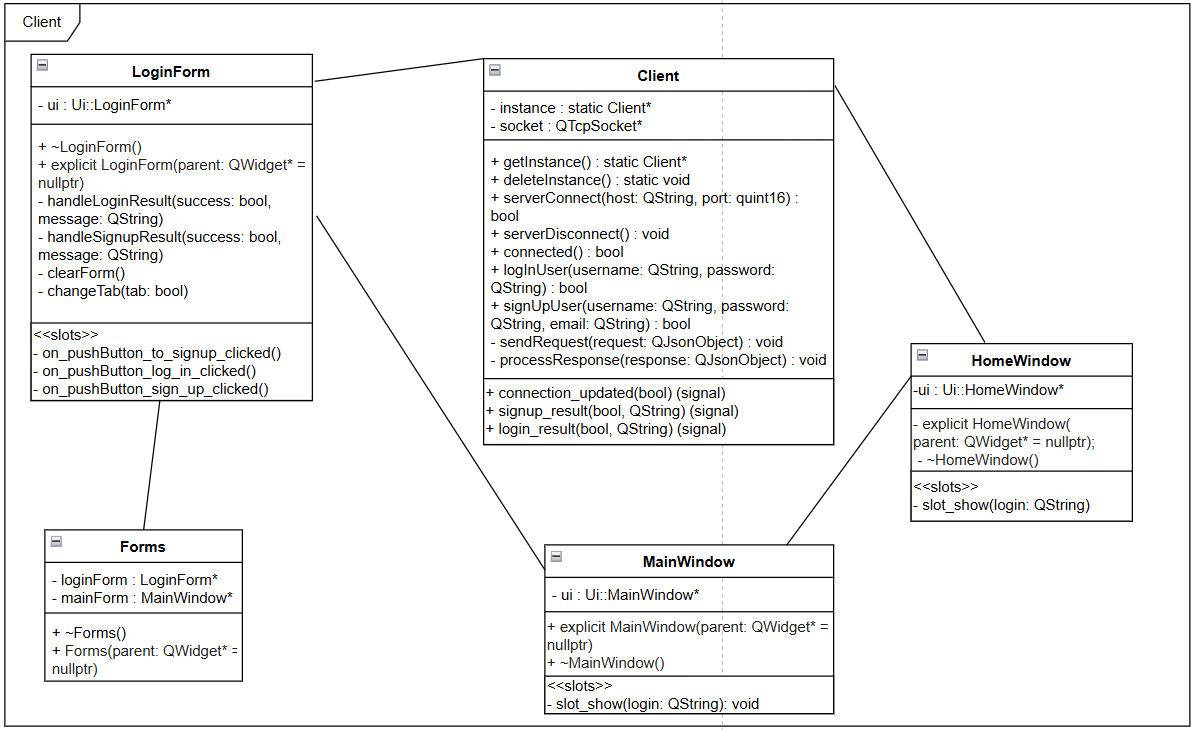 Client
LoginForm
- ui : Ui::LoginForm*
+ ~LoginForm()
+ explicit LoginForm(parent: QWidget* =
nullptr)
- handleLoginResult(success: bool,
message: QString)
- handleSignupResult(success: bool,
message: QString)
- clearForm()
- changeTab(tab: bool)
<<slots>>
- on_pushButton_to_signup_clicked()
- on_pushButton_log_in_clicked()
- on_pushButton_sign_up_clicked()
Client
- instance : static Client*
- socket : QTcpSocket*
+ getInstance() : static Client*
+ deleteInstance() : static void
+ serverConnect(host: QString, port: quint16) :
bool
+ serverDisconnect() : void
+ connected() : bool
+ logInUser(username: QString, password:
QString) : bool
+ signUpUser(username: QString, password:
QString, email: QString) : bool
- sendRequest(request: QJsonObject) : void
- processResponse(response: QJsonObject) : void
+ connection_updated(bool) (signal)
+ signup_result(bool, QString) (signal)
+ login_result(bool, QString) (signal)
HomeWindow
-ui : Ui::HomeWindow*
- explicit HomeWindow(
parent: QWidget* = nullptr);
- ~HomeWindow()
<<slots>>
- slot_show(login: QString)
Forms
- loginForm : LoginForm*
- mainForm : MainWindow*
+ ~Forms()
+ Forms(parent: QWidget* =
nullptr)
MainWindow
- ui : Ui::MainWindow*
+ explicit MainWindow(parent: QWidget* =
nullptr)
+ ~MainWindow()
<<slots>>
- slot_show(login: QString): void